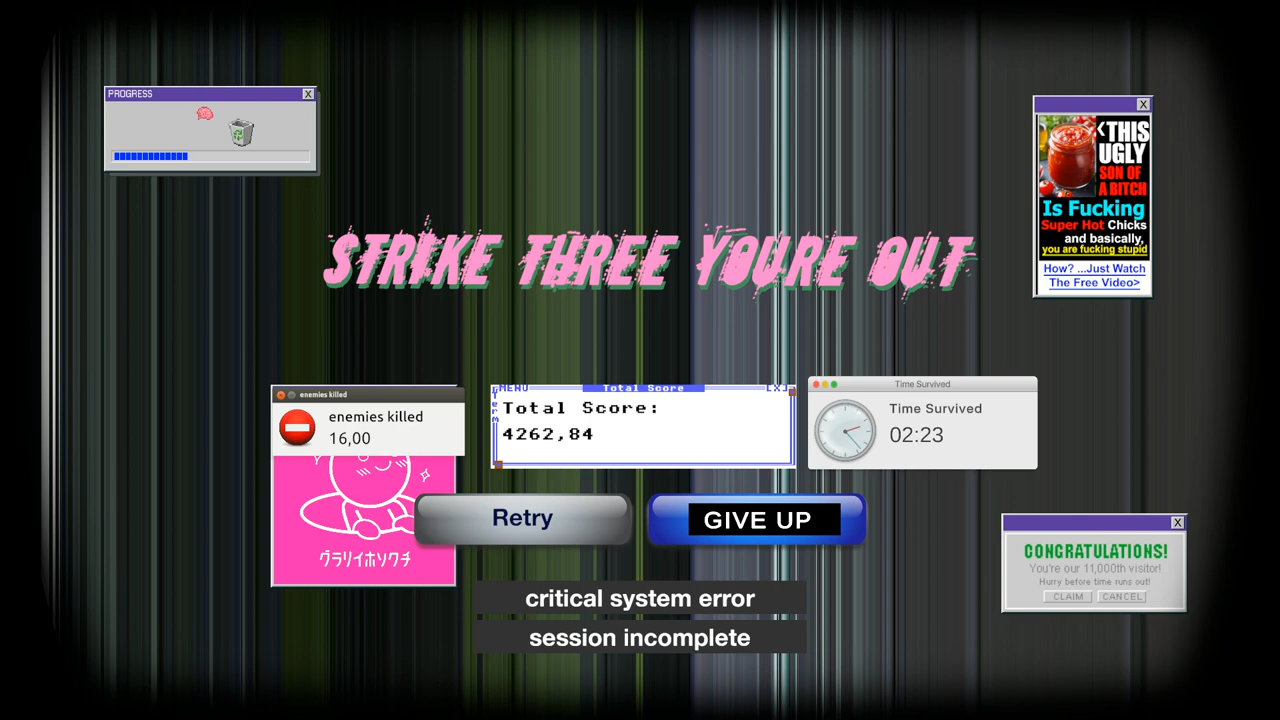 PROGRESS
X
X
<THIS
UGLY
SON OF
A BITCH
Is Fucking
Super Hot Chicks
and basically,
you are fucking stupid
How? ...Just Watch
The Free Video>
STRIKE THREE YOURE OUT
enemies killed
enemies killed
16,00
MENU
Total Score
[X]
Term
Total Score:
4262,84
Time Survived
Time Survived
02:23
グラリイホソクチ
Retry
GIVE UP
critical system error
session incomplete
X
CONGRATULATIONS!
You're our 11,000th visitor!
Hurry before time runs out!
CLAIM
CANCEL